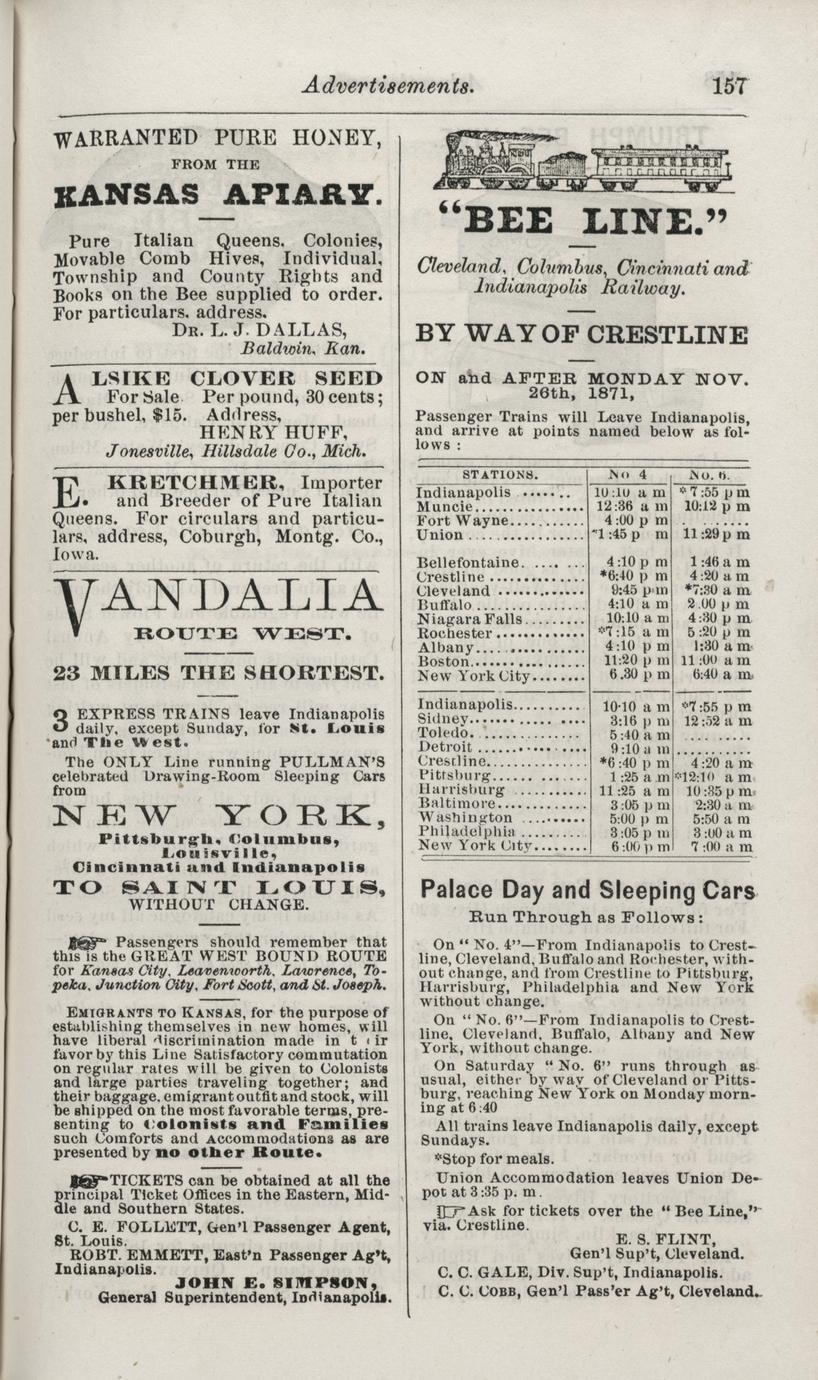 Advertisements. 157
WARRANTED PURE HONEY,
FROM THE
KANSAS APIARY.
Pure Italian Queens. Colonies,
Movable Comb Hives, Individual,
Township and County Rights and
Books on the Bee supplied to order.
For particulars. address.
DR. L. J. DALLAS,
Baldwin, Kan.
ALSIKE CLOVER SEED
For Sale Per pound, 30 cents;
per bushel, $15. Address,
HENRY HUFF,
Jonesville, Hillsdale Co., Mich.
E. KRETCHMER, Importer
and Breeder of Pure Italian
Queens. For circulars and particu-
lars, address, Coburgh, Montg. Co.,
Iowa.
VANDALIA
ROUTE WEST.
23 MILES THE SHORTEST.
3 EXPRESS TRAINS leave Indianapolis
daily, except Sunday, for St. Louis
and The West.
The ONLY Line running PULLMAN'S
celebrated Drawing-Room Sleeping Cars
from
NEW YORK,
Pittsburgh, Columbus,
Louisville,
Cincinnati and Indianapolis
TO SAINT LOUIS,
WITHOUT CHANGE.
☞ Passengers should remember that
this is the GREAT WEST BOUND ROUTE
for Kansas City, Leavenworth, Lawrence, To-
peka, Junction City, Fort Scott, and St. Joseph.
EMIGRANTS TO KANSAS, for the purpose of
establishing themselves in new homes, will
have liberal discrimination made in t ir
favor by this Line Satisfactory commutation
on regular rates will be given to Colonists
and large parties traveling together; and
their baggage, emigrant outfit and stock, will
be shipped on the most favorable terms, pre-
senting to Colonists and Families
such Comforts and Accommodations as are
presented by no other Route.
☞TICKETS can be obtained at all the
principal Ticket Offices in the Eastern, Mid-
dle and Southern States.
C. E. FOLLETT, Gen'l Passenger Agent,
St. Louis.
ROBT. EMMETT, East'n Passenger Ag't,
Indianapolis.
JOHN E. SIMPSON,
General Superintendent, Indianapolis.
"BEE LINE."
Cleveland, Columbus, Cincinnati and
Indianapolis Railway.
BY WAY OF CRESTLINE
ON and AFTER MONDAY NOV.
26th, 1871,
Passenger Trains will Leave Indianapolis,
and arrive at points named below as fol-
lows :
STATIONS. No 4 No. 6.
Indianapolis ....... 10:10 a m *7:55 p m
Muncie................ 12:36 a m 10:12 p m
Fort Wayne........... 4:00 p m . .......
Union ................. *1:45 p m 11:29 p m
Bellefontaine. ..... ... 4:10 p m 1:46 a m
Crestline .............. *6:40 p m 4:20 a m
Cleveland ............. 9:45 p m *7:30 a m
Buffalo ................ 4:10 a m 2.00 p m
Niagara Falls......... 10:10 a m 4:30 p m
Rochester ............. *7:15 a m 5:20 p m
Albany................. 4:10 p m 1:30 a m
Boston................. 11:20 p m 11:00 a m
New York City........ 6.30 p m 6:40 a m
Indianapolis.......... 10·10 a m *7:55 p m
Sidney....... ..... .... 3:16 p m 12:52 a m
Toledo. ............... 5:40 a m .... .....
Detroit ........... .... 9:10 a m ..........
Crestline.............. *6:40 p m 4:20 a m
Pittsburg...... ... .... 1:25 a m *12:10 a m
Harrisburg .......... 11 25 a m 10:35 p m
Baltimore............. 3:05 p m 2:30 a m
Washington ......... 5:00 p m 5:50 a m
Philadelphia ......... 3:05 p m 3:00 a m
New York City........ 6:00 p m 7:00 a m
Palace Day and Sleeping Cars
Run Through as Follows:
On " No. 4"—From Indianapolis to Crest-
line, Cleveland, Buffalo and Rochester, with-
out change, and from Crestline to Pittsburg,
Harrisburg, Philadelphia and New York
without change.
On " No. 6"—From Indianapolis to Crest-
line, Cleveland, Buffalo, Albany and New
York, without change.
On Saturday " No. 6" runs through as
usual, either by way of Cleveland or Pitts-
burg, reaching New York on Monday morn-
ing at 6:40
All trains leave Indianapolis daily, except
Sundays.
*Stop for meals.
Union Accommodation leaves Union De-
pot at 3:35 p. m.
☞Ask for tickets over the " Bee Line,"
via. Crestline.
E. S. FLINT,
Gen'l Sup't, Cleveland.
C. C. GALE, Div. Sup't, Indianapolis.
C. C. COBB, Gen'l Pass'er Ag't, Cleveland.